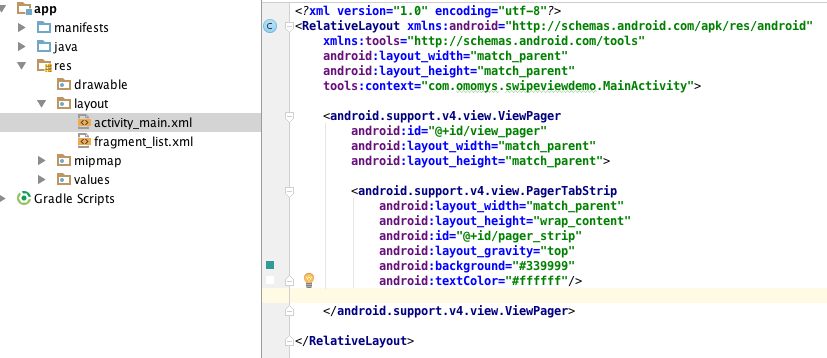 app
manifests
java
res
drawable
layout
activity_main.xml
fragment_list.xml
mipmap
values
Gradle Scripts
<?xml version="1.0" encoding="utf-8"?>
C
<RelativeLayout xmlns:android="http://schemas.android.com/apk/res/android"
xmlns:tools="http://schemas.android.com/tools"
android:layout_width="match_parent"
android:layout_height="match_parent"
tools:context="com.omomys.swipeviewdemo.MainActivity">
<android.support.v4.view.ViewPager
android:id="@+id/view_pager"
android:layout_width="match_parent"
android:layout_height="match_parent">
<android.support.v4.view.PagerTabStrip
android:layout_width="match_parent"
android:layout_height="wrap_content"
android:id="@+id/pager_strip"
android:layout_gravity="top"
android:background="#339999"
android:textColor="#ffffff"/>
</android.support.v4.view.ViewPager>
</RelativeLayout>